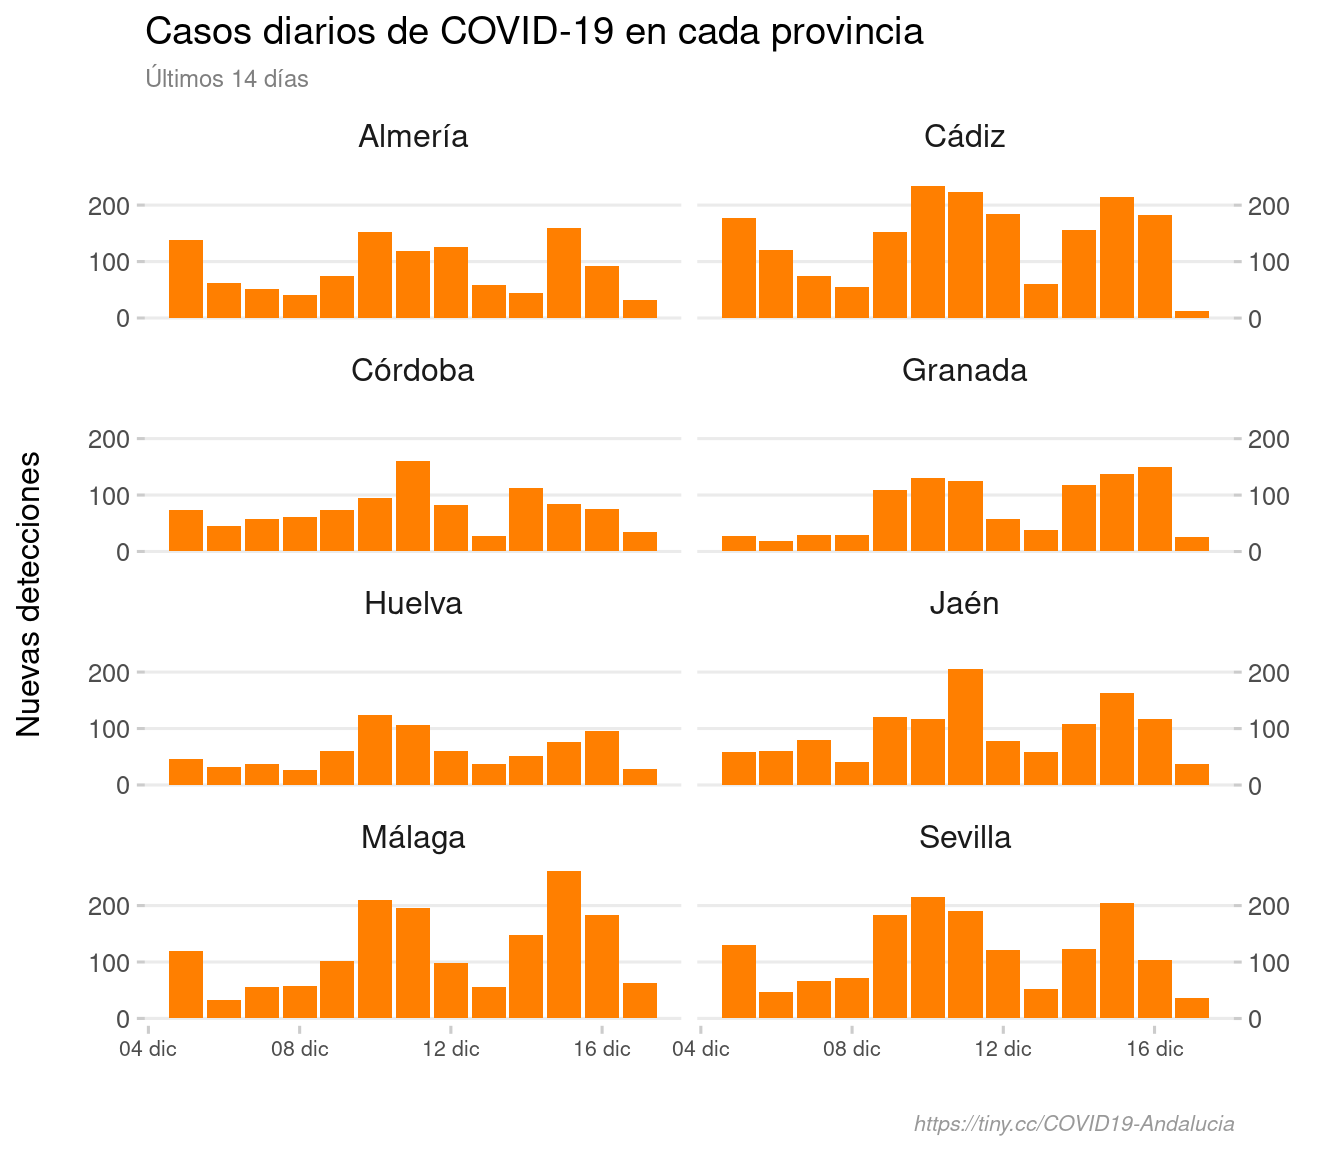 Casos diarios de COVID-19 en cada provincia
Últimos 14 días
Nuevas detecciones
Almería
Cádiz
200
100
0
200
100
0
Córdoba
Granada
200
100
0
200
100
0
Huelva
Jaén
200
100
0
200
100
0
Málaga
Sevilla
200
100
0
200
100
0
04 dic 08 dic 12 dic 16 dic 04 dic 08 dic 12 dic 16 dic
https://tiny.cc/COVID19-Andalucia